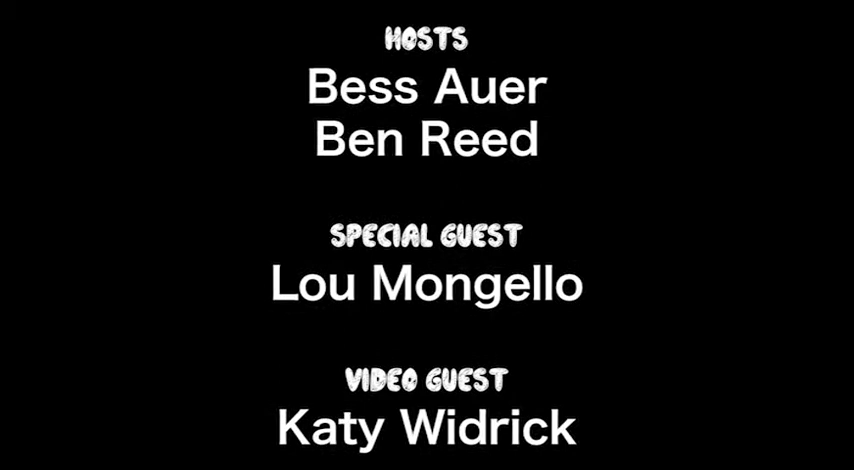 HOSTS
Bess Auer
Ben Reed
SPECIAL GUEST
Lou Mongello
VIDEO GUEST
Katy Widrick